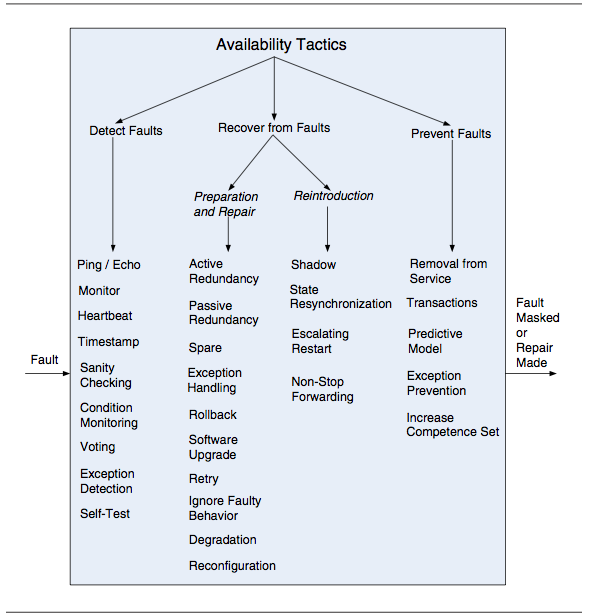 Availability Tactics
Detect Faults
Recover from Faults
Prevent Faults
Preparation
and Repair
Reintroduction
Fault
Ping / Echo
Monitor
Heartbeat
Timestamp
Sanity
Checking
Condition
Monitoring
Voting
Exception
Detection
Self-Test
Active
Redundancy
Passive
Redundancy
Spare
Exception
Handling
Rollback
Software
Upgrade
Retry
Ignore Faulty
Behavior
Degradation
Reconfiguration
Shadow
State
Resynchronization
Escalating
Restart
Non-Stop
Forwarding
Removal from
Service
Transactions
Predictive
Model
Exception
Prevention
Increase
Competence Set
Fault
Masked
or
Repair
Made